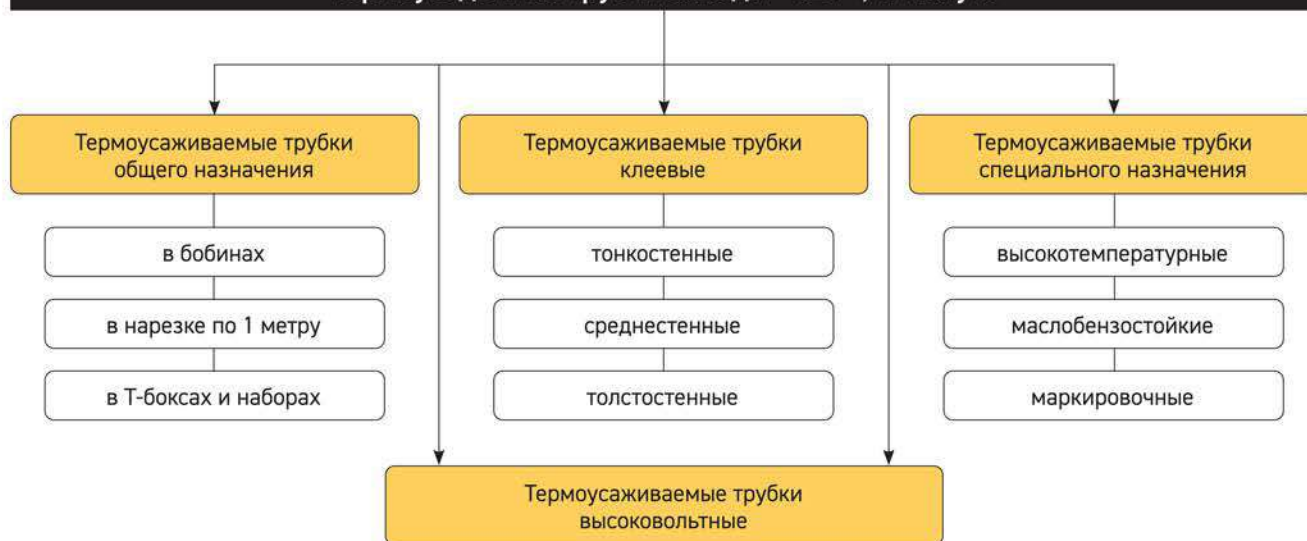 Термоусаживаемые трубки
общего назначения
в бобинах
в нарезке по 1 метру
в Т-боксах и наборах
Термоусаживаемые трубки
клеевые
тонкостенные
среднестенные
толстостенные
Термоусаживаемые трубки
специального назначения
высокотемпературные
маслобензостойкие
маркировочные
Термоусаживаемые трубки
высоковольтные